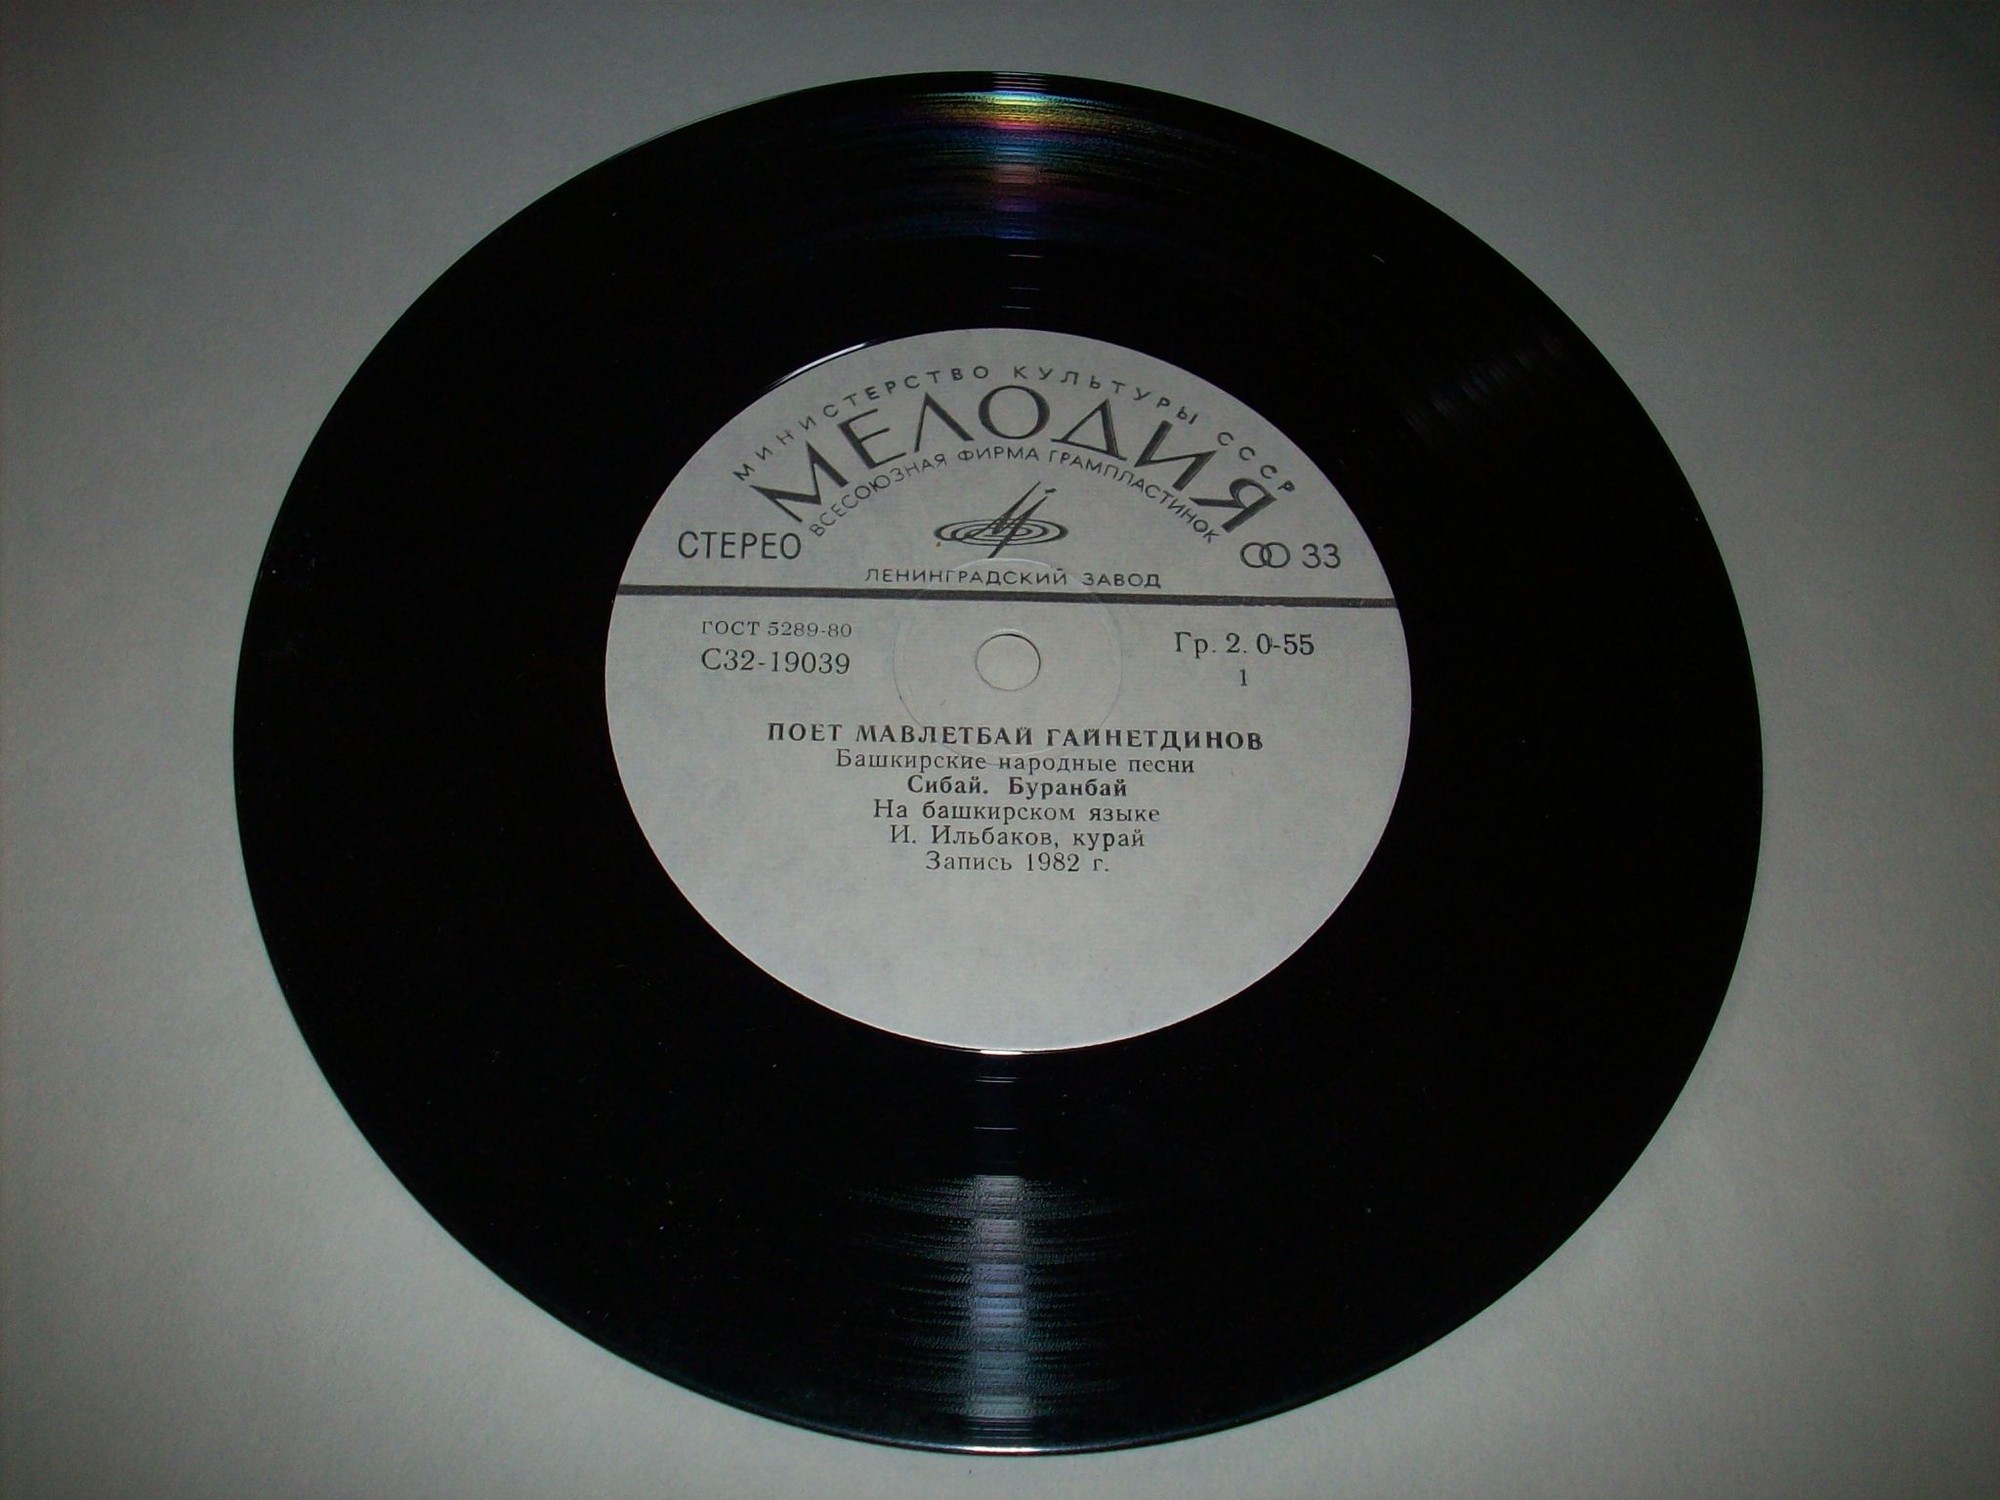 МИНИСТЕРСТВО КУЛЬТУРЫ СССР
МЕЛОДИЯ
ВСЕСОЮЗНАЯ ФИРМА ГРАМПЛАСТИНОК
СТЕРЕО
33
ЛЕНИНГРАДСКИЙ ЗАВОД
ГОСТ 5289-80
С32-19039
Гр. 2. 0-55
1
ПОЕТ МАВЛЕТБАЙ ГАЙНЕТДИНОВ
Башкирские народные песни
Сибай. Буранбай
На башкирском языке
И. Ильбаков, курай
Запись 1982 г.